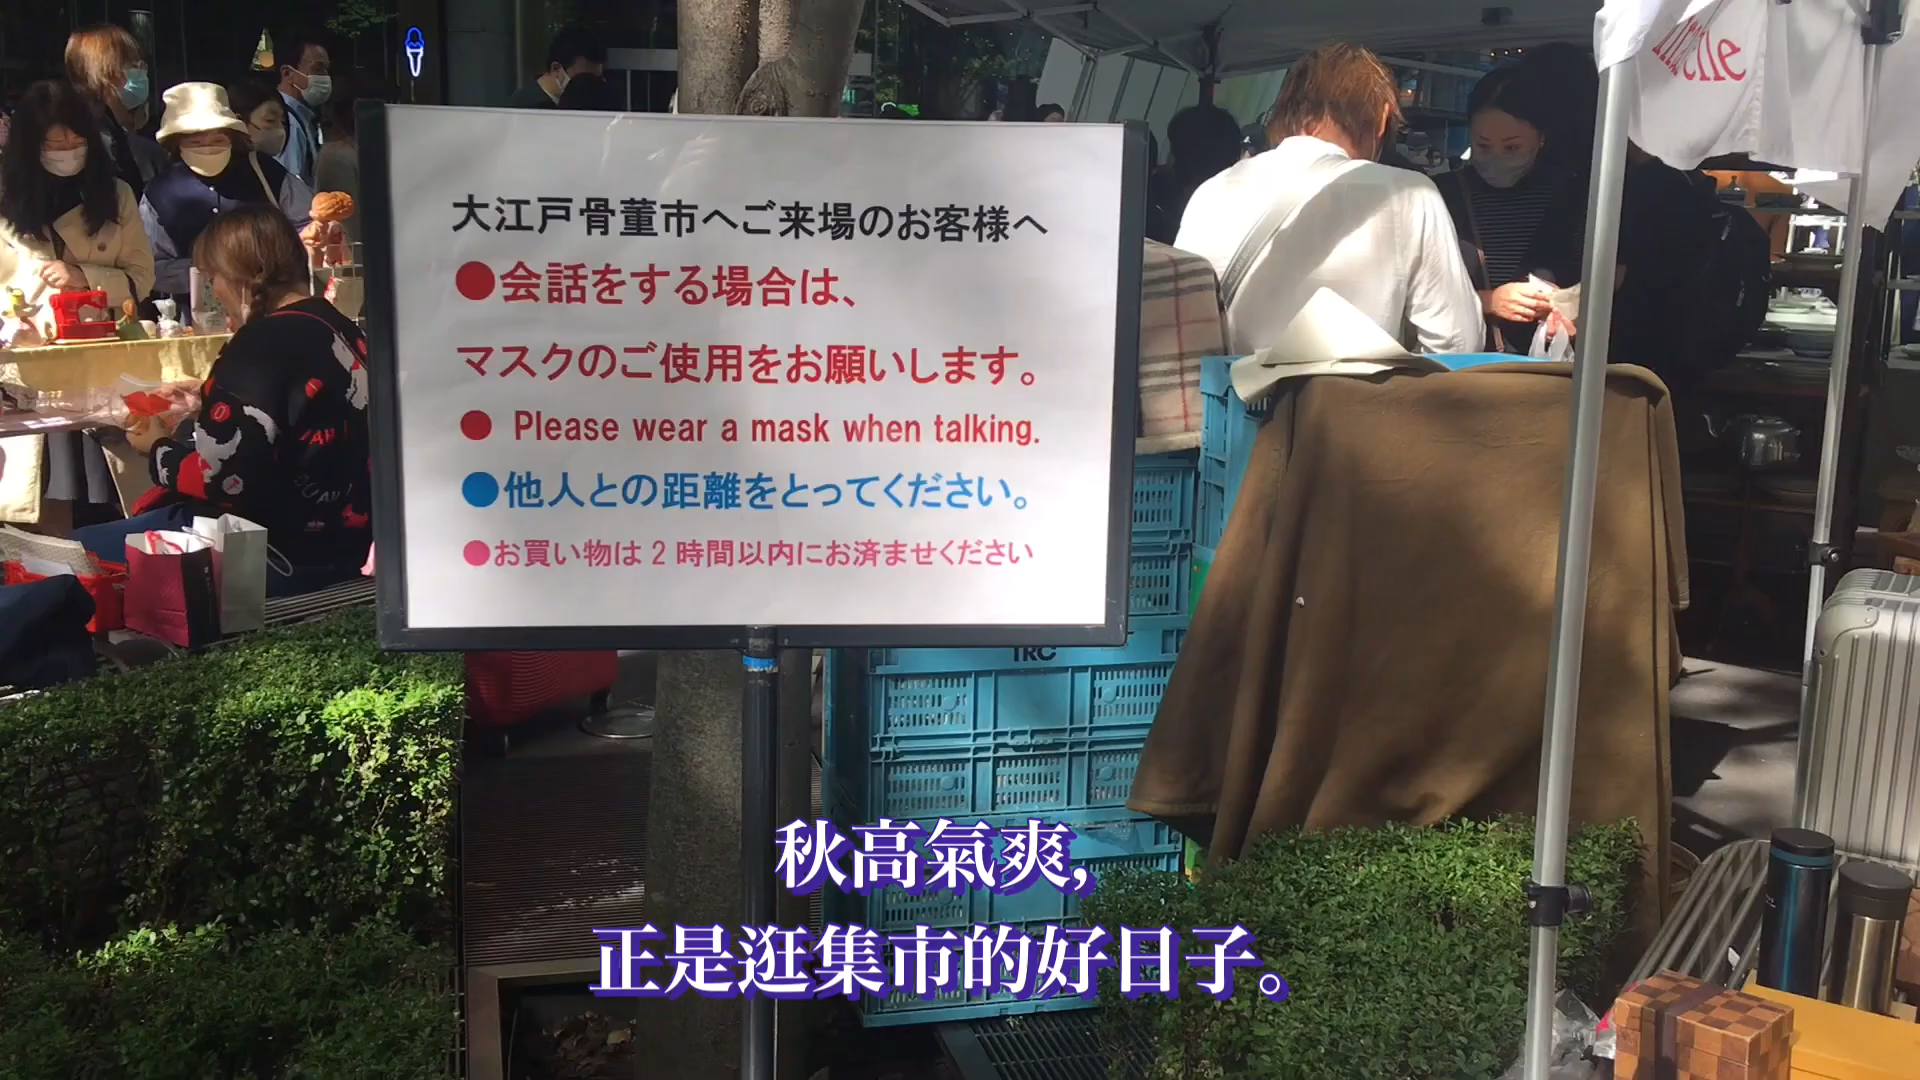 大江戸骨董市へご来場のお客様へ
●会話をする場合は、
マスクのご使用をお願いします。
● Please wear a mask when talking.
●他人との距離をとってください。
●お買い物は2時間以内にお済ませください
TRC
秋高氣爽,
正是逛集市的好日子。